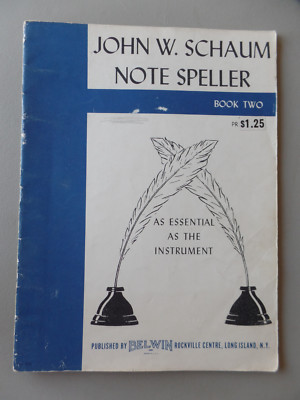 JOHN W. SCHAUM
NOTE SPELLER
BOOK TWO
PR $1.25
AS ESSENTIAL
AS THE
INSTRUMENT
PUBLISHED BY BELWIN ROCKVILLE CENTRE, LONG ISLAND, N.Y.